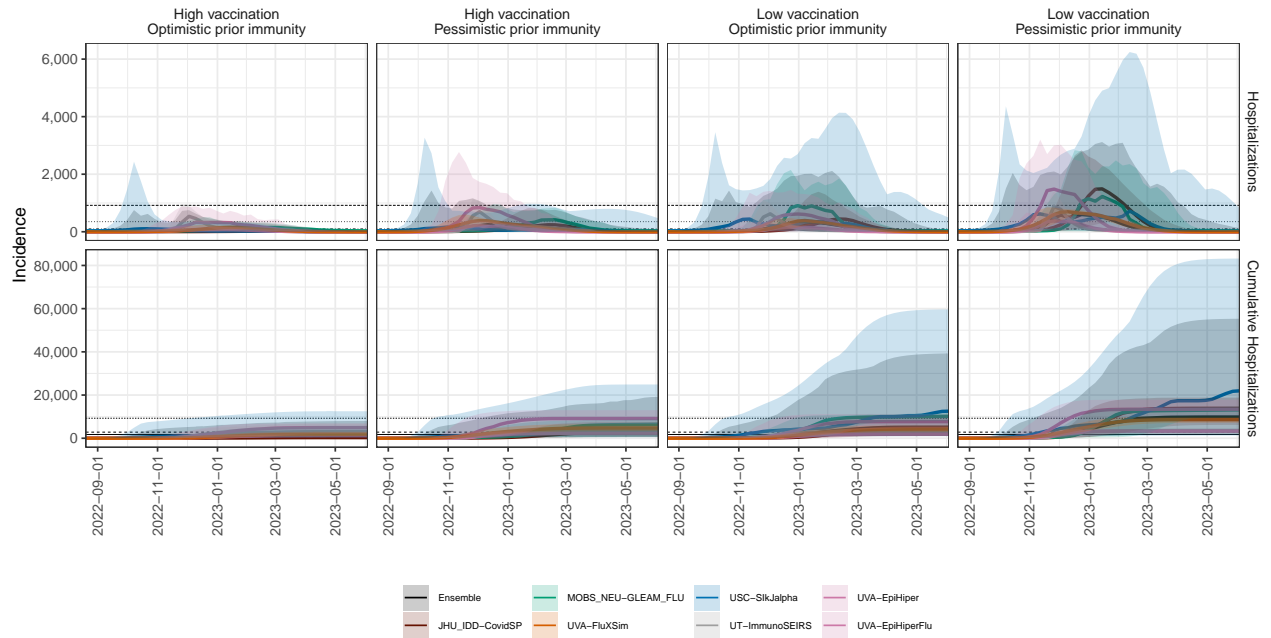 High vaccination
Optimistic prior immunity
High vaccination
Pessimistic prior immunity
Low vaccination
Optimistic prior immunity
Low vaccination
Pessimistic prior immunity
Incidence
6,000
4,000
2,000
0
Hospitalizations
80,000
60,000
40,000
20,000
0
Cumulative Hospitalizations
2022−09−01
2022−11−01
2023−01−01
2023−03−01
2023−05−01
2022−09−01
2022−11−01
2023−01−01
2023−03−01
2023−05−01
2022−09−01
2022−11−01
2023−01−01
2023−03−01
2023−05−01
2022−09−01
2022−11−01
2023−01−01
2023−03−01
2023−05−01
Ensemble
MOBS_NEU−GLEAM_FLU
USC−SIkJalpha
UVA−EpiHiper
JHU_IDD−CovidSP
UVA−FluXSim
UT−ImmunoSEIRS
UVA−EpiHiperFlu